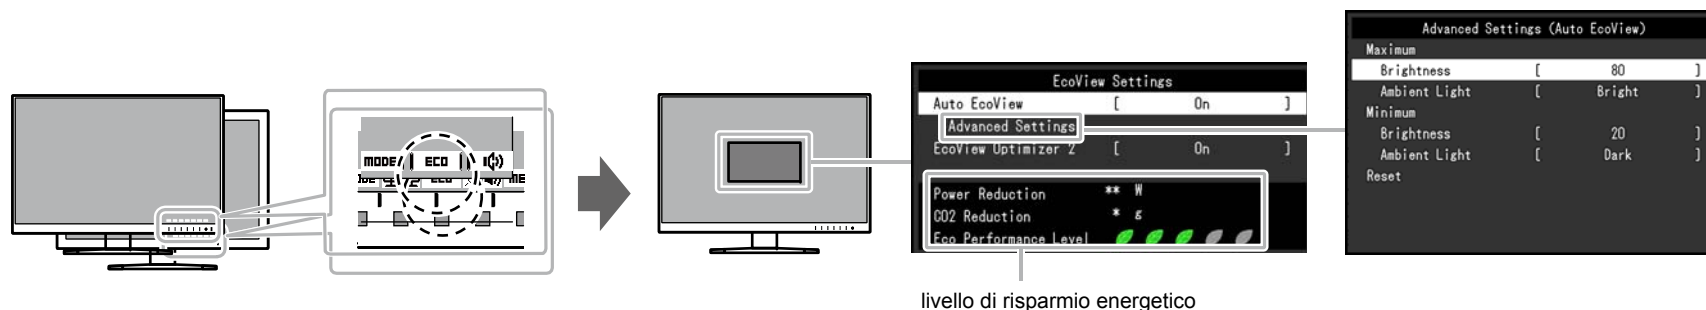 MODE ECO
ECO
EcoView Settings
Auto EcoView [ On ]
Advanced Settings
EcoView Optimizer 2 [ On ]
Power Reduction ** W
CO2 Reduction * g
Eco Performance Level
livello di risparmio energetico
Advanced Settings (Auto EcoView)
Maximum
Brightness [ 80 ]
Ambient Light [ Bright ]
Minimum
Brightness [ 20 ]
Ambient Light [ Dark ]
Reset